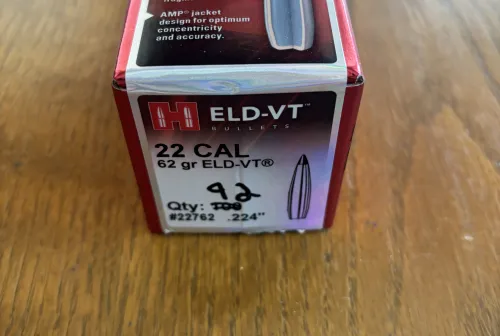 AMP® jacket
design for optimum
concentricity
and accuracy.
H ELD-VT™
BULLETS
22 CAL
62 gr ELD-VT®
92
Qty: 100
#22762 .224"